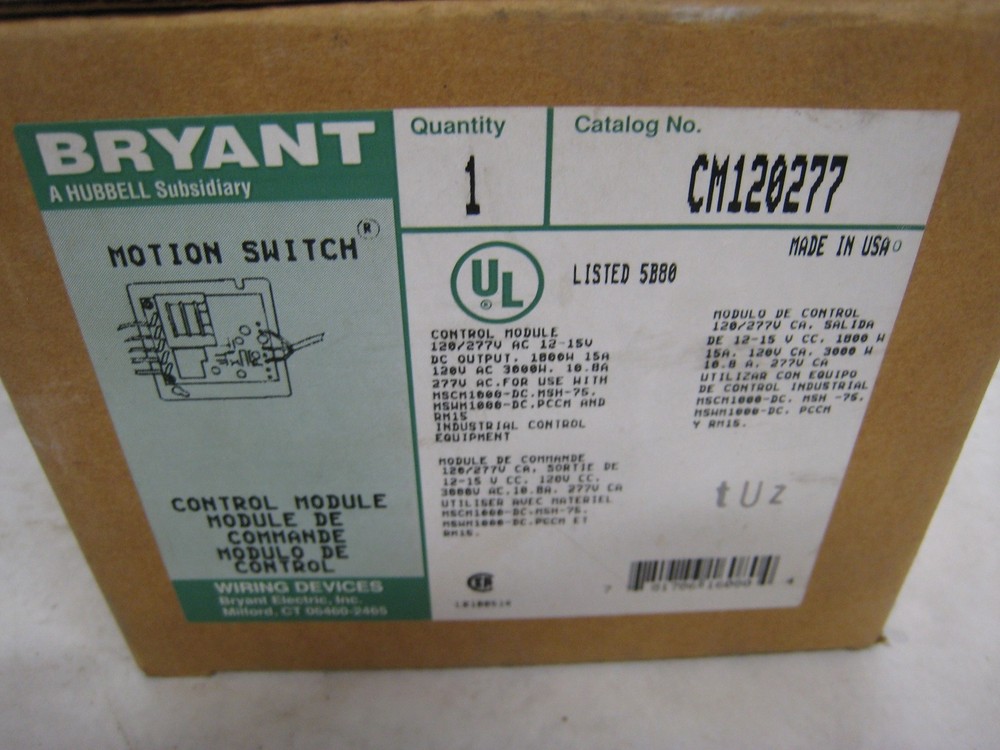 BRYANT
A HUBBELL Subsidiary
MOTION SWITCH®
CONTROL MODULE
MODULE DE
COMMANDE
MODULO DE
CONTROL
WIRING DEVICES
Bryant Electric, Inc.
Milford, CT 06460-2465
Quantity
1
Catalog No.
CM120277
UL
®
LISTED 5B80
MADE IN USA
CONTROL MODULE
120/277V AC 12-15V
DC OUTPUT. 1800W 15A
120V AC 3000W. 10.8A
277V AC.FOR USE WITH
MSCM1000-DC.MSH-75.
MSWM1000-DC.PCCM AND
RM15
INDUSTRIAL CONTROL
EQUIPMENT
MODULE DE COMMANDE
120/277V CA. SORTIE DE
12-15 V CC. 120V CC.
3000V AC.10.8A. 277V CA
UTILISER AVEC MATERIEL
MSCM1000-DC.MSH-75.
MSWM1000-DC.PCCM ET
RM15.
MODULO DE CONTROL
120/277V CA. SALIDA
DE 12-15 V CC. 1800 W
15A. 120V CA. 3000 W
10.8 A. 277V CA
UTILIZAR COM EQUIPO
DE CONTROL INDUSTRIAL
MSCM1000-DC. MSH -75.
MSWM1000-DC. PCCM
Y RM15.
tUz
7 4